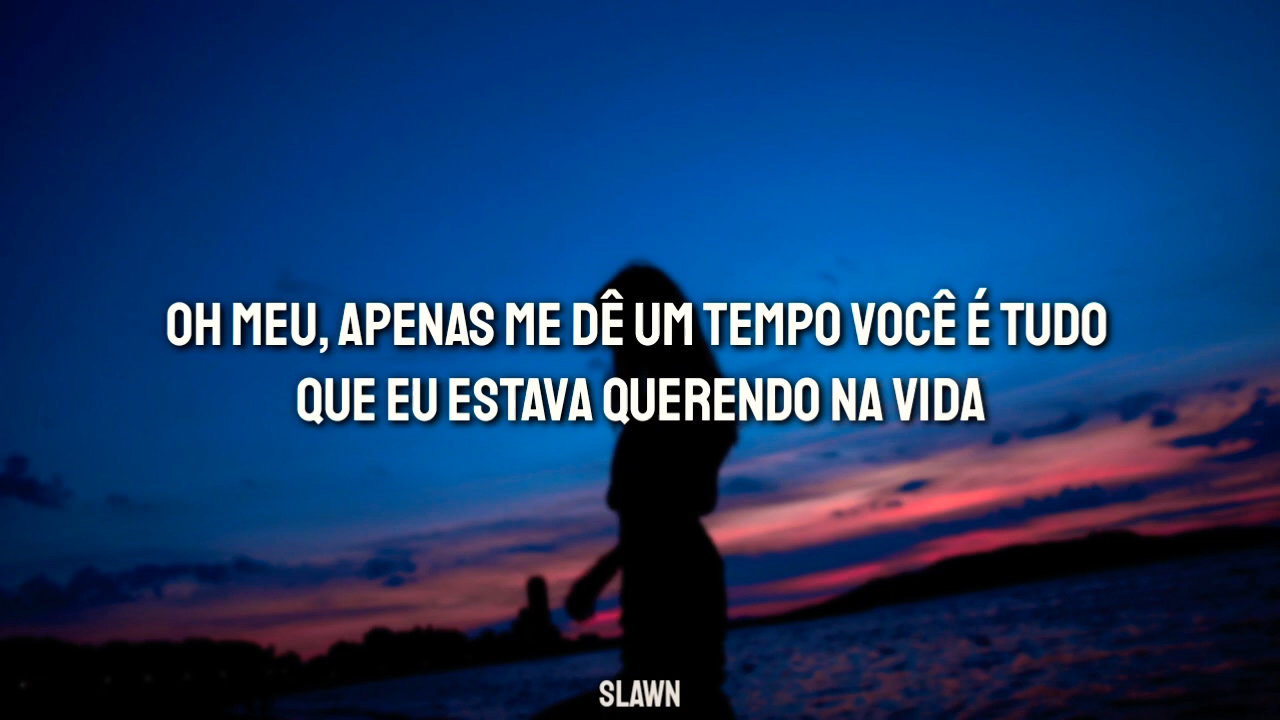 OH MEU, APENAS ME DÊ UM TEMPO VOCÊ É TUDO
QUE EU ESTAVA QUERENDO NA VIDA
SLAWN